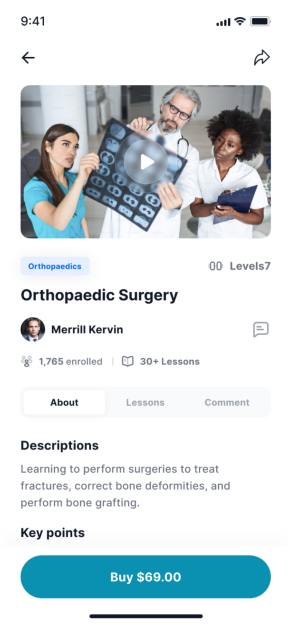 9:41
Orthopaedics
Levels7
Orthopaedic Surgery
Merrill Kervin
1,765 enrolled
30+ Lessons
About
Lessons
Comment
Descriptions
Learning to perform surgeries to treat
fractures, correct bone deformities, and
perform bone grafting.
Key points
Buy $69.00